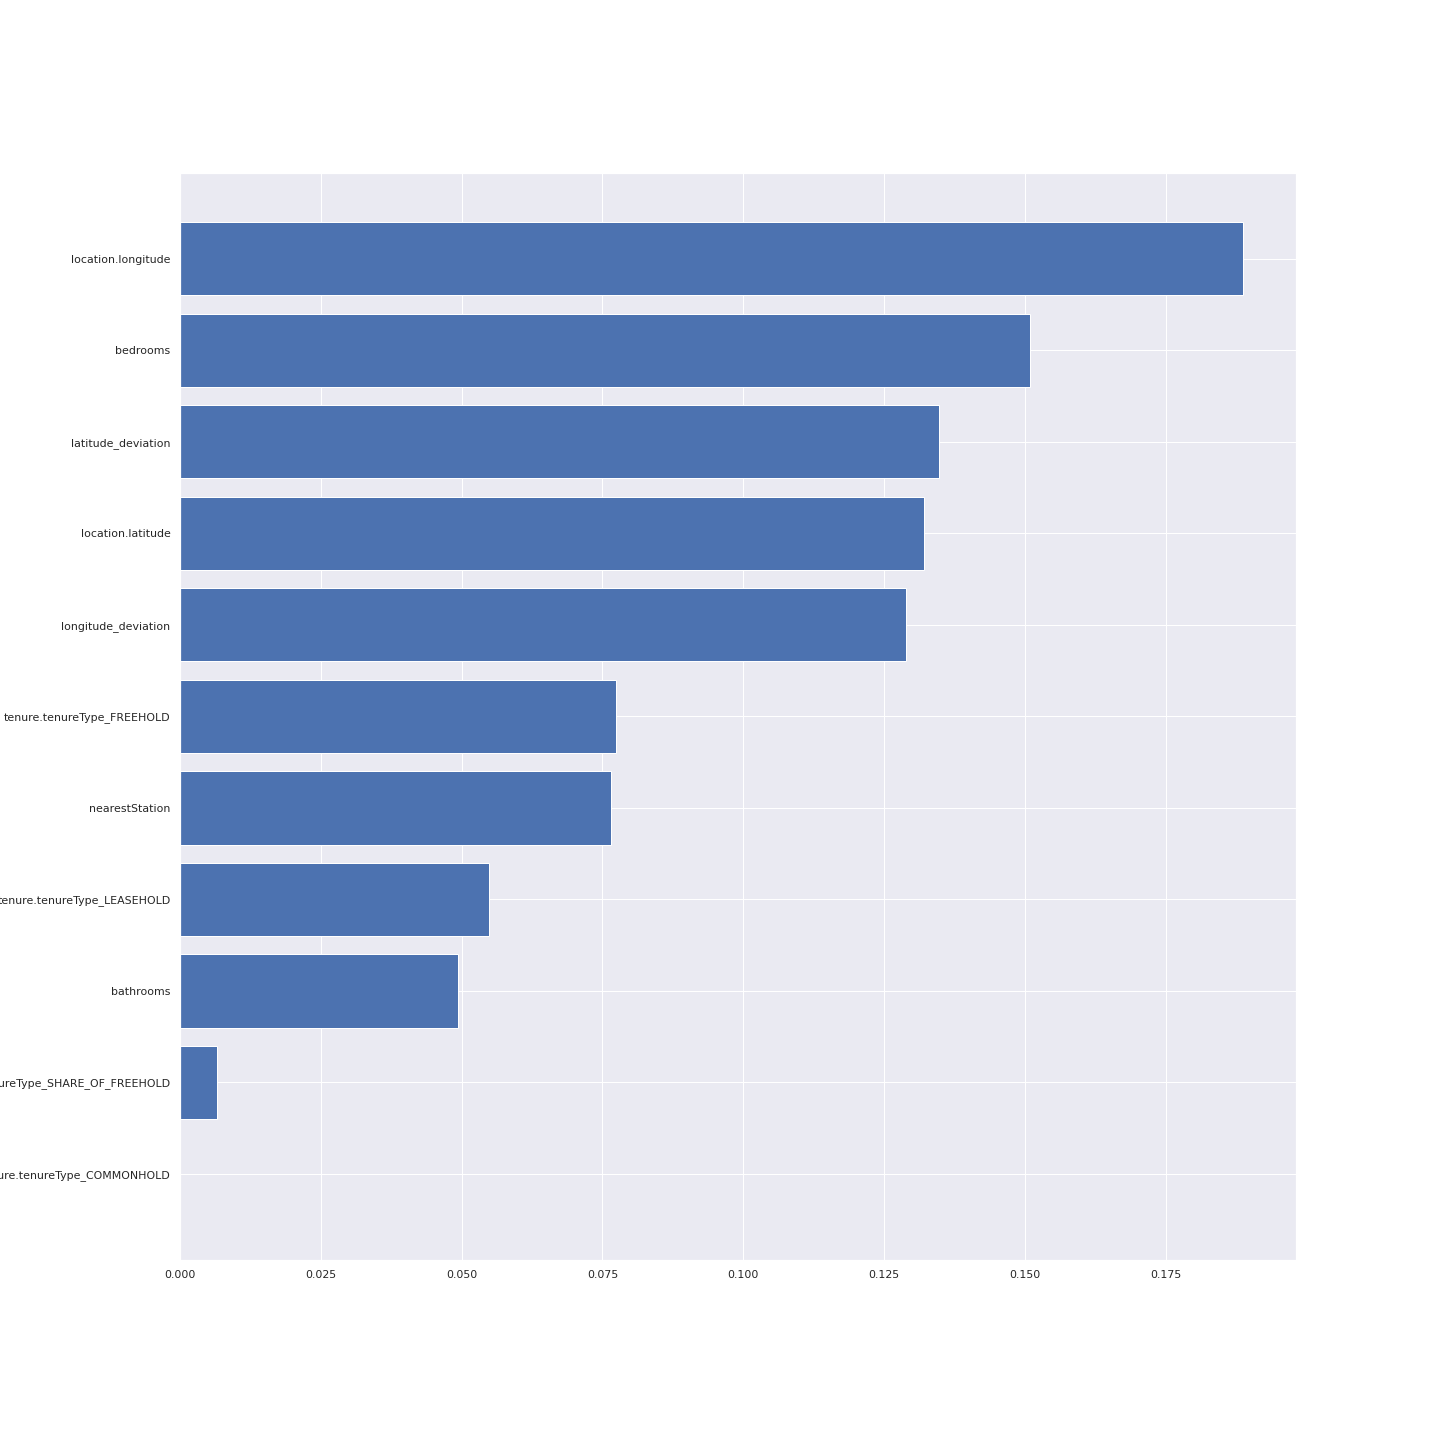 location.longitude
bedrooms
latitude_deviation
location.latitude
longitude_deviation
tenure.tenureType_FREEHOLD
nearestStation
tenure.tenureType_LEASEHOLD
bathrooms
ureType_SHARE_OF_FREEHOLD
ure.tenureType_COMMONHOLD
0.000 0.025 0.050 0.075 0.100 0.125 0.150 0.175